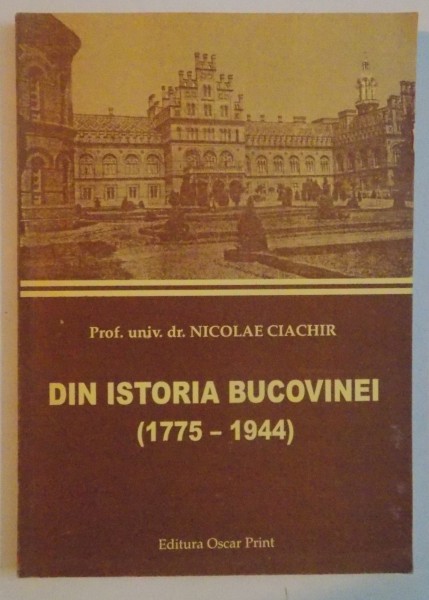 Prof. univ. dr. NICOLAE CIACHIR
DIN ISTORIA BUCOVINEI
(1775 – 1944)
Editura Oscar Print